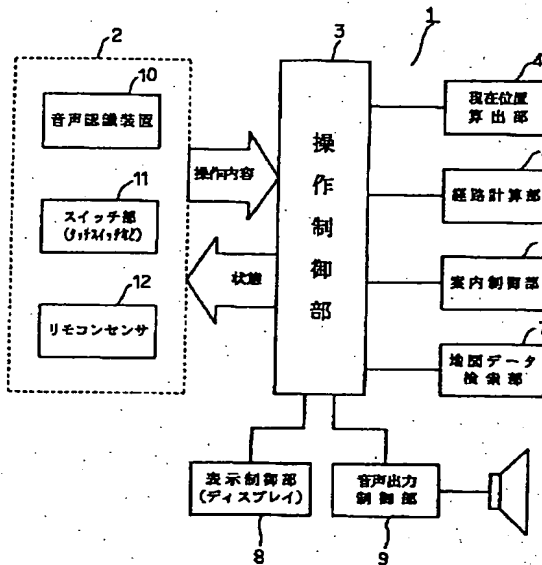 2
10
音声認識装置
11
スイッチ部
(タッチスイッチなど)
12
リモコンセンサ
操作内容
状態
3
操作制御部
1
4
現在位置
算出部
経路計算部
案内制御部
7
地図データ
検索部
表示制御部
(ディスプレイ)
8
音声出力
制御部
9